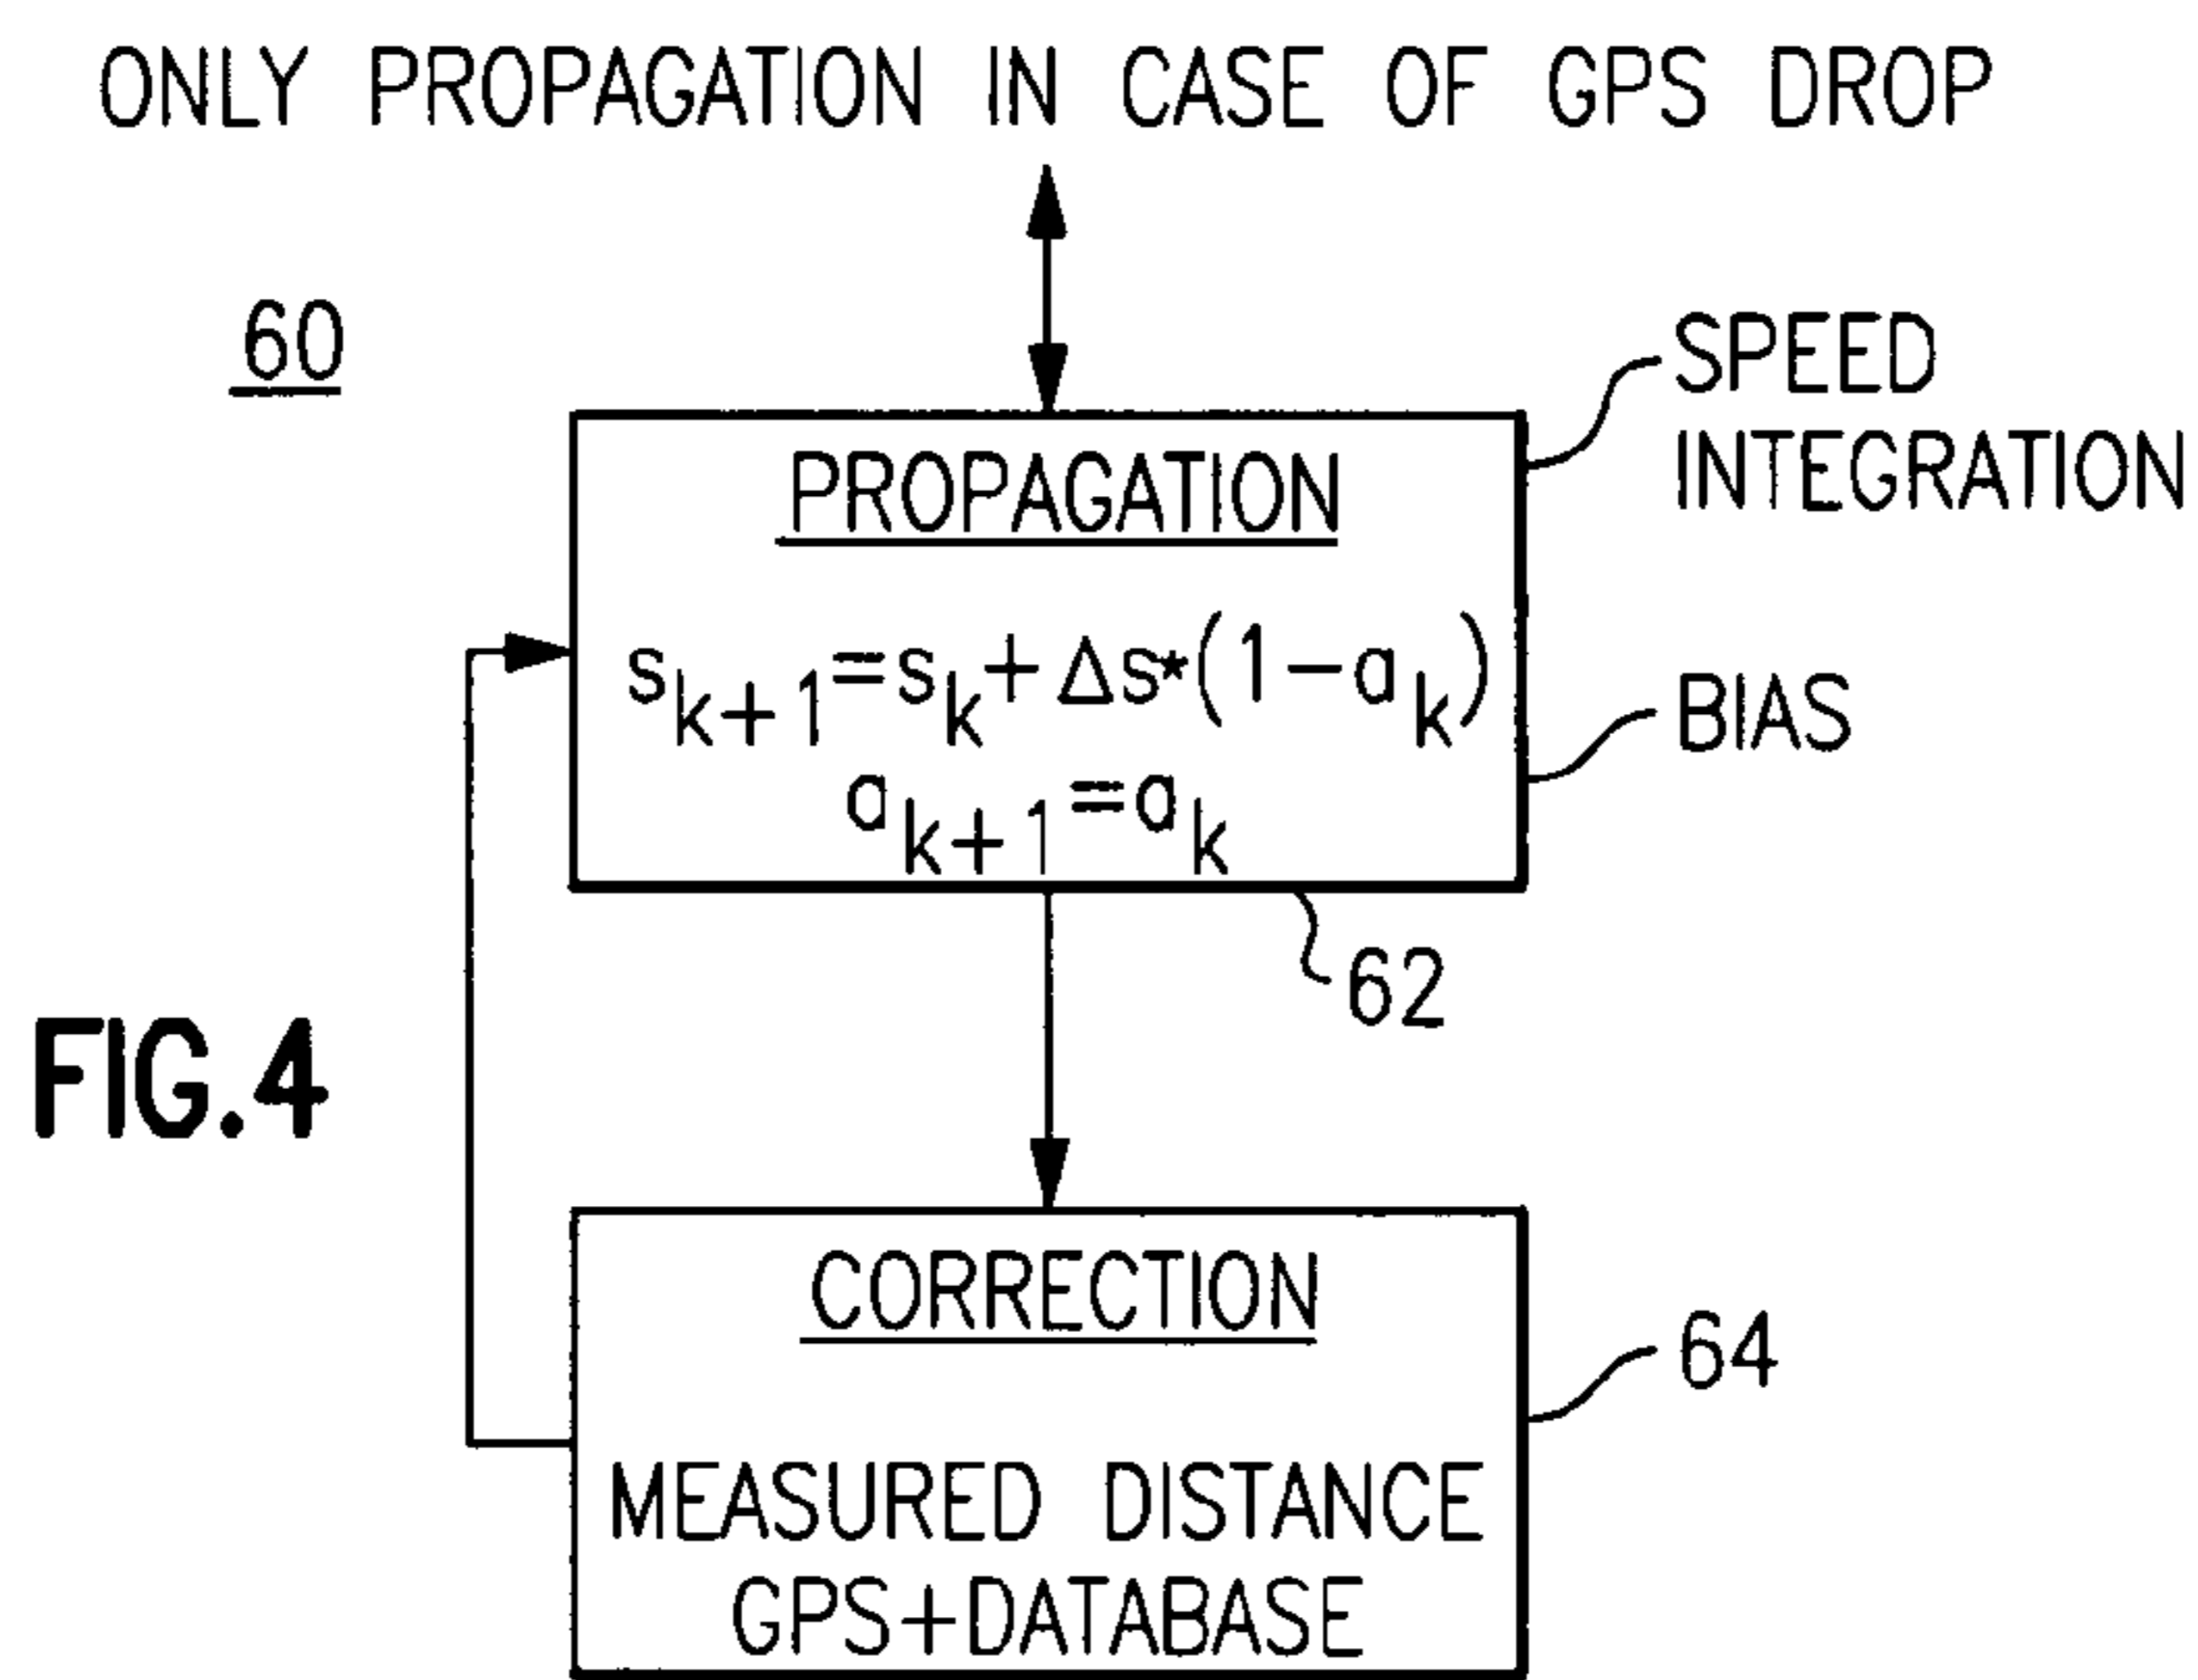 ONLY PROPAGATION IN CASE OF GPS DROP
60
SPEED
INTEGRATION
PROPAGATION
s_{k+1}=s_k+Δs*(1-a_k)
a_{k+1}=a_k
BIAS
62
FIG.4
CORRECTION
64
MEASURED DISTANCE
GPS+DATABASE